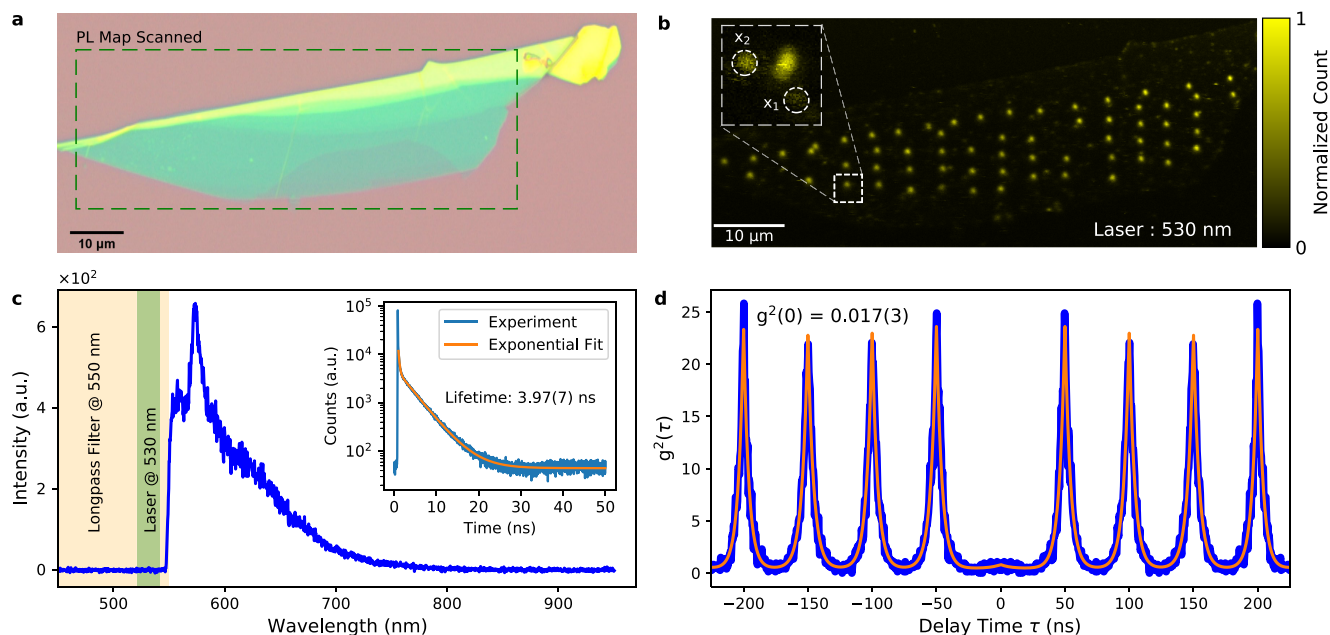 a
PL Map Scanned
10 µm
b
x₂
x₁
10 µm
Laser : 530 nm
1
0
Normalized Count
c
×10²
6
4
2
0
Intensity (a.u.)
Longpass Filter @ 550 nm
Laser @ 530 nm
500 600 700 800 900
Wavelength (nm)
10⁵
10⁴
10³
10²
Counts (a.u.)
Experiment
Exponential Fit
Lifetime: 3.97(7) ns
0 10 20 30 40 50
Time (ns)
d
g²(0) = 0.017(3)
25
20
15
10
5
0
g²(τ)
−200 −150 −100 −50 0 50 100 150 200
Delay Time τ (ns)